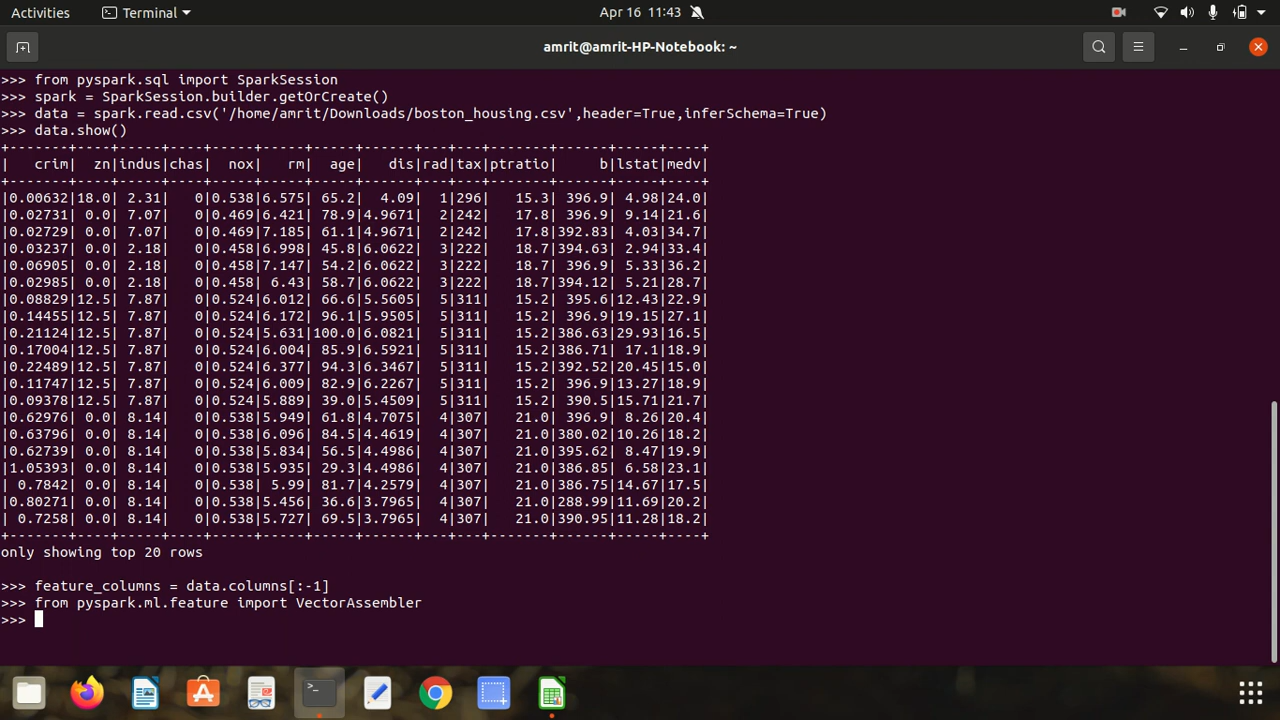 Activities Terminal Apr 16 11:43
amrit@amrit-HP-Notebook: ~
>>> from pyspark.sql import SparkSession
>>> spark = SparkSession.builder.getOrCreate()
>>> data = spark.read.csv('/home/amrit/Downloads/boston_housing.csv',header=True,inferSchema=True)
>>> data.show()
+-------+----+-----+----+-----+-----+-----+------+---+---+-------+------+-----+----+
|   crim|  zn|indus|chas|  nox|   rm|  age|   dis|rad|tax|ptratio|     b|lstat|medv|
+-------+----+-----+----+-----+-----+-----+------+---+---+-------+------+-----+----+
|0.00632|18.0| 2.31|   0|0.538|6.575| 65.2|  4.09|  1|296|   15.3| 396.9| 4.98|24.0|
|0.02731| 0.0| 7.07|   0|0.469|6.421| 78.9|4.9671|  2|242|   17.8| 396.9| 9.14|21.6|
|0.02729| 0.0| 7.07|   0|0.469|7.185| 61.1|4.9671|  2|242|   17.8|392.83| 4.03|34.7|
|0.03237| 0.0| 2.18|   0|0.458|6.998| 45.8|6.0622|  3|222|   18.7|394.63| 2.94|33.4|
|0.06905| 0.0| 2.18|   0|0.458|7.147| 54.2|6.0622|  3|222|   18.7| 396.9| 5.33|36.2|
|0.02985| 0.0| 2.18|   0|0.458| 6.43| 58.7|6.0622|  3|222|   18.7|394.12| 5.21|28.7|
|0.08829|12.5| 7.87|   0|0.524|6.012| 66.6|5.5605|  5|311|   15.2| 395.6|12.43|22.9|
|0.14455|12.5| 7.87|   0|0.524|6.172| 96.1|5.9505|  5|311|   15.2| 396.9|19.15|27.1|
|0.21124|12.5| 7.87|   0|0.524|5.631|100.0|6.0821|  5|311|   15.2|386.63|29.93|16.5|
|0.17004|12.5| 7.87|   0|0.524|6.004| 85.9|6.5921|  5|311|   15.2|386.71| 17.1|18.9|
|0.22489|12.5| 7.87|   0|0.524|6.377| 94.3|6.3467|  5|311|   15.2|392.52|20.45|15.0|
|0.11747|12.5| 7.87|   0|0.524|6.009| 82.9|6.2267|  5|311|   15.2| 396.9|13.27|18.9|
|0.09378|12.5| 7.87|   0|0.524|5.889| 39.0|5.4509|  5|311|   15.2| 390.5|15.71|21.7|
|0.62976| 0.0| 8.14|   0|0.538|5.949| 61.8|4.7075|  4|307|   21.0| 396.9| 8.26|20.4|
|0.63796| 0.0| 8.14|   0|0.538|6.096| 84.5|4.4619|  4|307|   21.0|380.02|10.26|18.2|
|0.62739| 0.0| 8.14|   0|0.538|5.834| 56.5|4.4986|  4|307|   21.0|395.62| 8.47|19.9|
|1.05393| 0.0| 8.14|   0|0.538|5.935| 29.3|4.4986|  4|307|   21.0|386.85| 6.58|23.1|
| 0.7842| 0.0| 8.14|   0|0.538| 5.99| 81.7|4.2579|  4|307|   21.0|386.75|14.67|17.5|
|0.80271| 0.0| 8.14|   0|0.538|5.456| 36.6|3.7965|  4|307|   21.0|288.99|11.69|20.2|
| 0.7258| 0.0| 8.14|   0|0.538|5.727| 69.5|3.7965|  4|307|   21.0|390.95|11.28|18.2|
+-------+----+-----+----+-----+-----+-----+------+---+---+-------+------+-----+----+
only showing top 20 rows
>>> feature_columns = data.columns[:-1]
>>> from pyspark.ml.feature import VectorAssembler
>>>